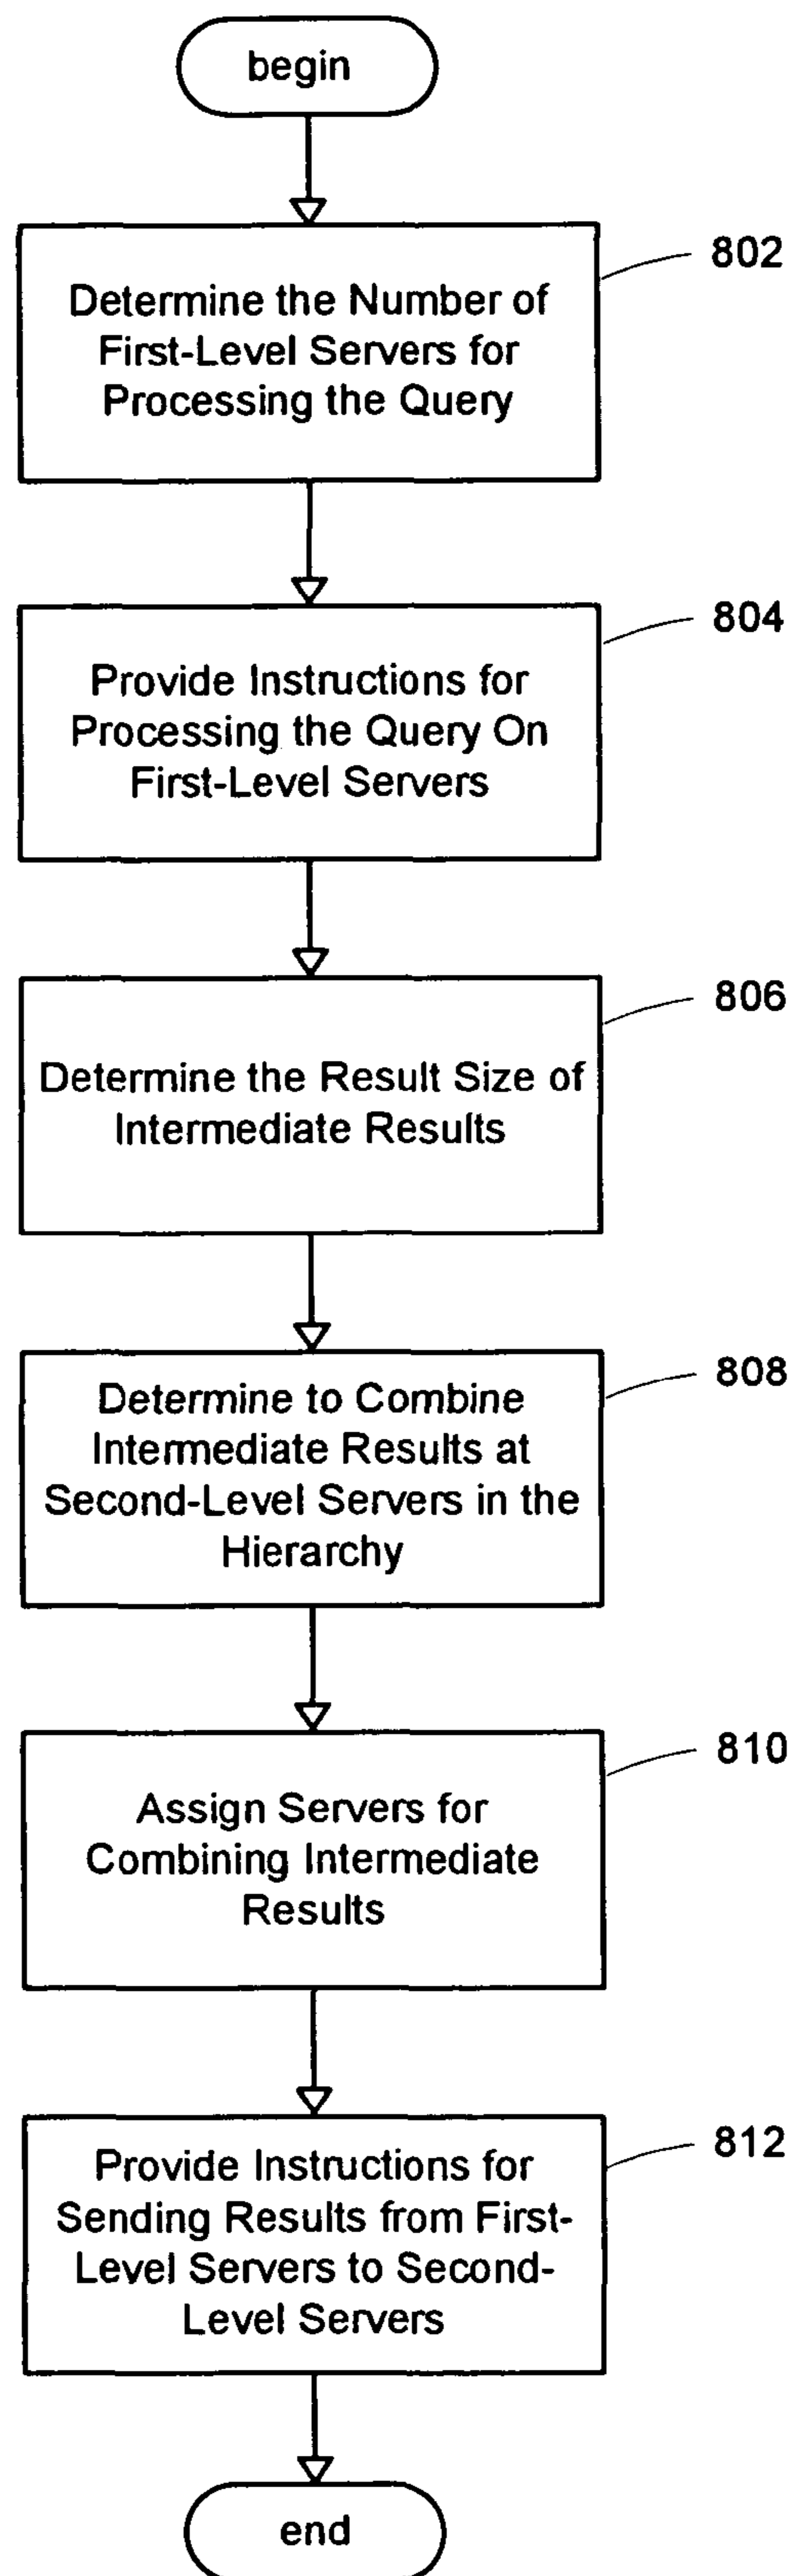 begin
802
Determine the Number of
First-Level Servers for
Processing the Query
804
Provide Instructions for
Processing the Query On
First-Level Servers
806
Determine the Result Size of
Intermediate Results
808
Determine to Combine
Intermediate Results at
Second-Level Servers in the
Hierarchy
810
Assign Servers for
Combining Intermediate
Results
812
Provide Instructions for
Sending Results from First-
Level Servers to Second-
Level Servers
end